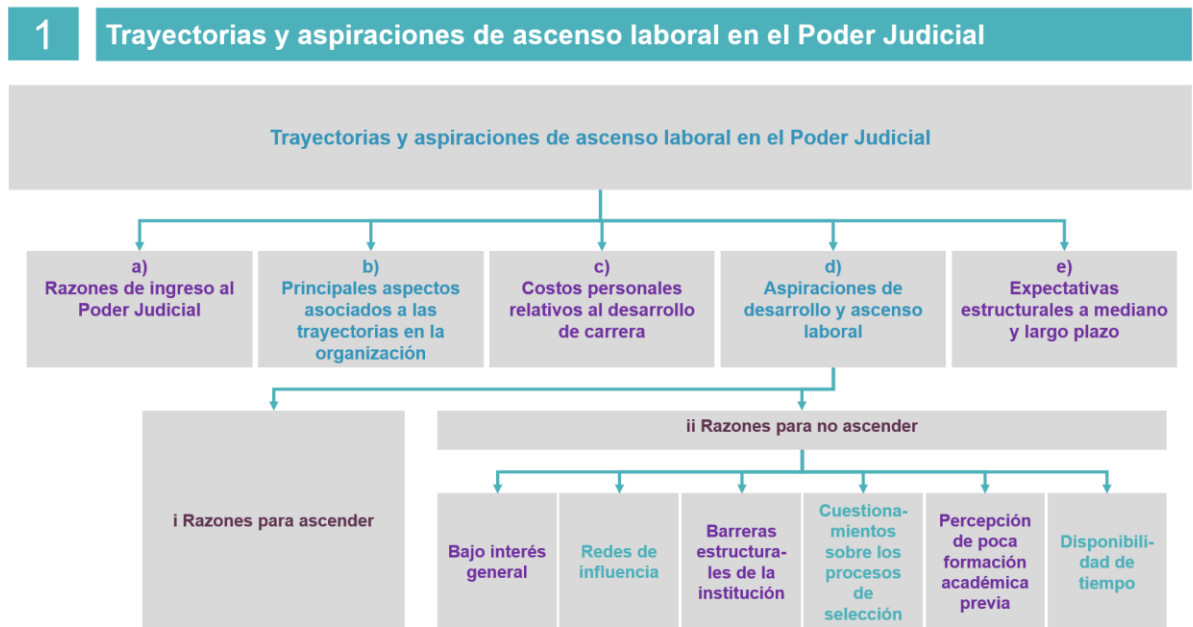 1
Trayectorias y aspiraciones de ascenso laboral en el Poder Judicial
Trayectorias y aspiraciones de ascenso laboral en el Poder Judicial
a)
Razones de ingreso al
Poder Judicial
b)
Principales aspectos
asociados a las
trayectorias en la
organización
c)
Costos personales
relativos al desarrollo
de carrera
d)
Aspiraciones de
desarrollo y ascenso
laboral
e)
Expectativas
estructurales a mediano
y largo plazo
i Razones para ascender
ii Razones para no ascender
Bajo interés
general
Redes de
influencia
Barreras
estructura-
les de la
institución
Cuestiona-
mientos
sobre los
procesos
de
selección
Percepción
de poca
formación
académica
previa
Disponibili-
dad de
tiempo